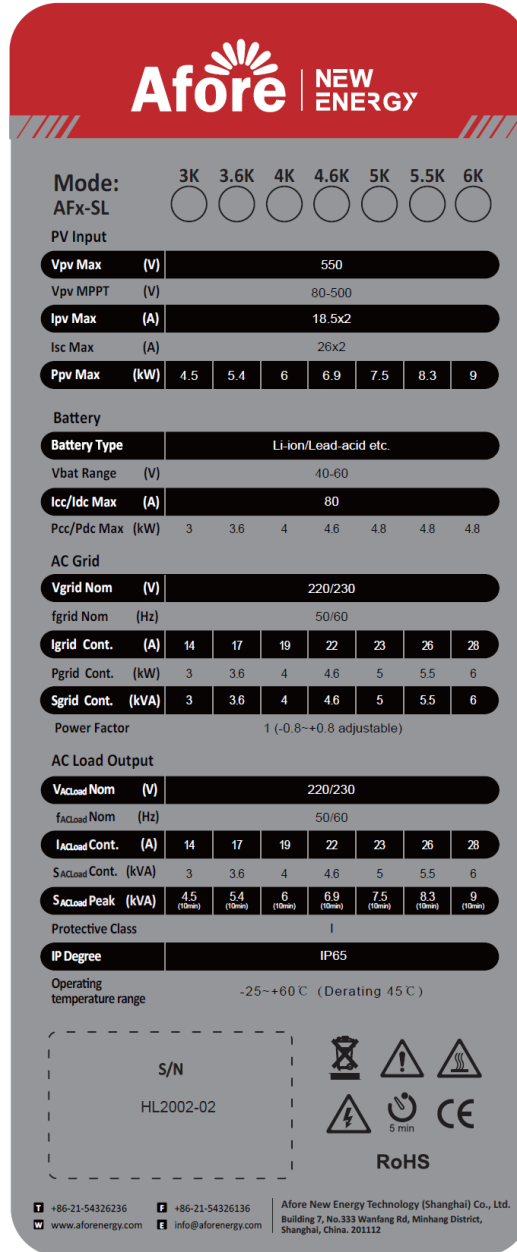 Afore NEW ENERGY
Mode: 3K 3.6K 4K 4.6K 5K 5.5K 6K
AFx-SL
PV Input
Vpv Max (V) 550
Vpv MPPT (V) 80-500
Ipv Max (A) 18.5x2
Isc Max (A) 26x2
Ppv Max (kW) 4.5 5.4 6 6.9 7.5 8.3 9
Battery
Battery Type Li-ion/Lead-acid etc.
Vbat Range (V) 40-60
Icc/Idc Max (A) 80
Pcc/Pdc Max (kW) 3 3.6 4 4.6 4.8 4.8 4.8
AC Grid
Vgrid Nom (V) 220/230
fgrid Nom (Hz) 50/60
Igrid Cont. (A) 14 17 19 22 23 26 28
Pgrid Cont. (kW) 3 3.6 4 4.6 5 5.5 6
Sgrid Cont. (kVA) 3 3.6 4 4.6 5 5.5 6
Power Factor 1 (-0.8~+0.8 adjustable)
AC Load Output
VACLoad Nom (V) 220/230
fACLoad Nom (Hz) 50/60
IACLoad Cont. (A) 14 17 19 22 23 26 28
SACLoad Cont. (kVA) 3 3.6 4 4.6 5 5.5 6
SACLoad Peak (kVA) 4.5 5.4 6 6.9 7.5 8.3 9
(10min) (10min) (10min) (10min) (10min) (10min) (10min)
Protective Class I
IP Degree IP65
Operating
temperature range -25~+60℃ (Derating 45℃)
S/N
HL2002-02
5 min
CE
RoHS
T +86-21-54326236 F +86-21-54326136
W www.aforenergy.com E info@aforenergy.com
Afore New Energy Technology (Shanghai) Co., Ltd.
Building 7, No.333 Wanfang Rd, Minhang District,
Shanghai, China. 201112